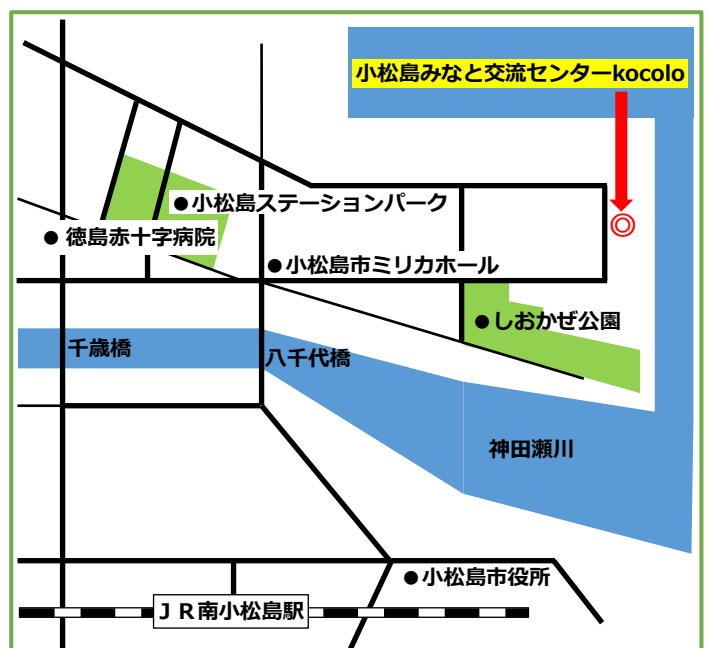 小松島みなと交流センターkocolo
●小松島ステーションパーク
◎
● 徳島赤十字病院
●小松島市ミリカホール
●しおかぜ公園
千歳橋
八千代橋
神田瀬川
●小松島市役所
ＪＲ南小松島駅